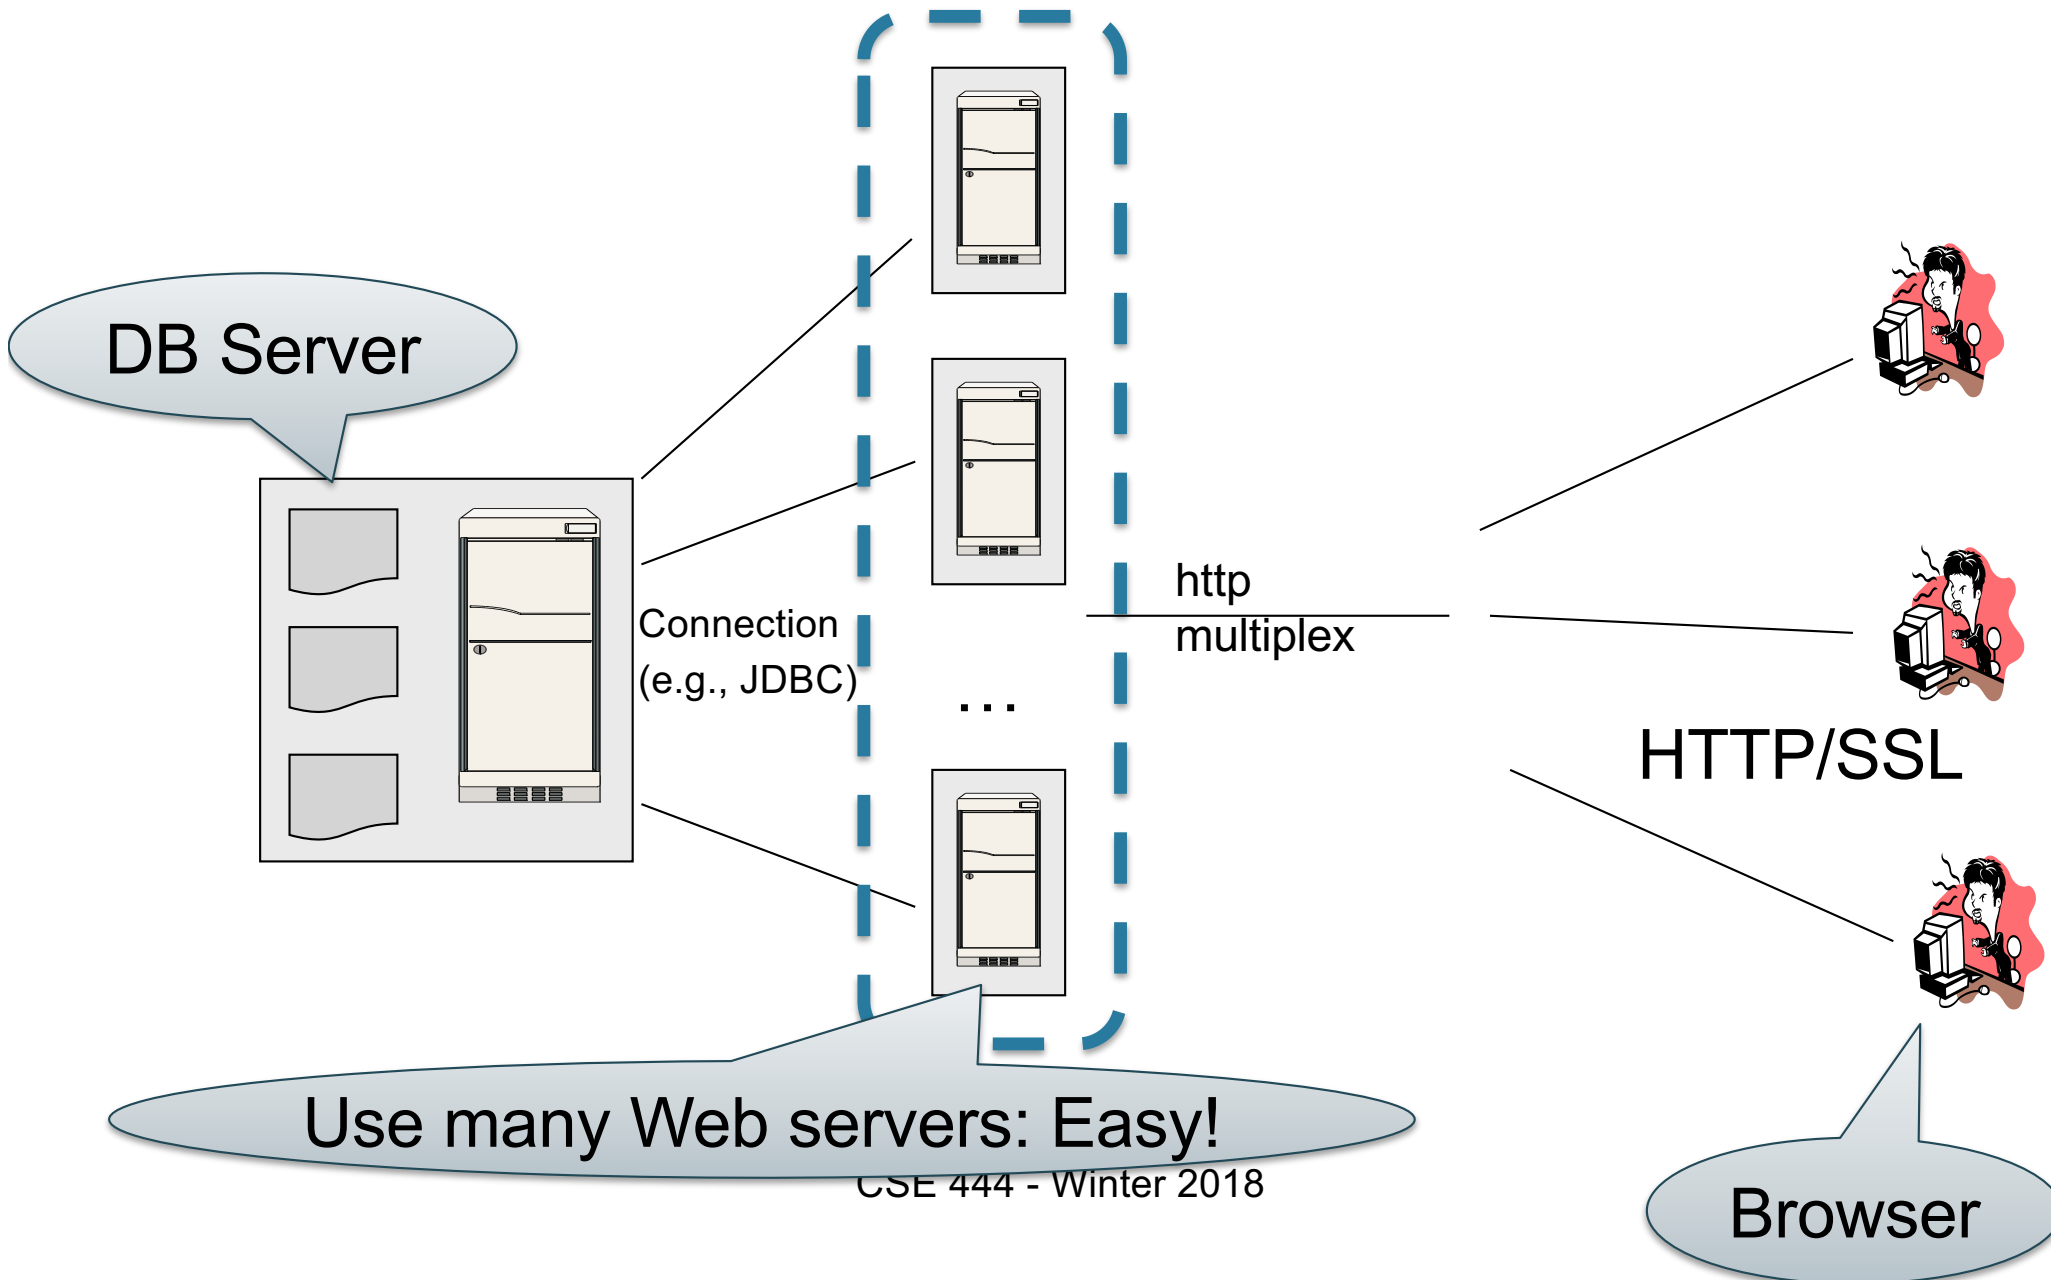 DB Server
Connection
(e.g., JDBC)
...
http
multiplex
HTTP/SSL
Use many Web servers: Easy!
CSE 444 - Winter 2018
Browser